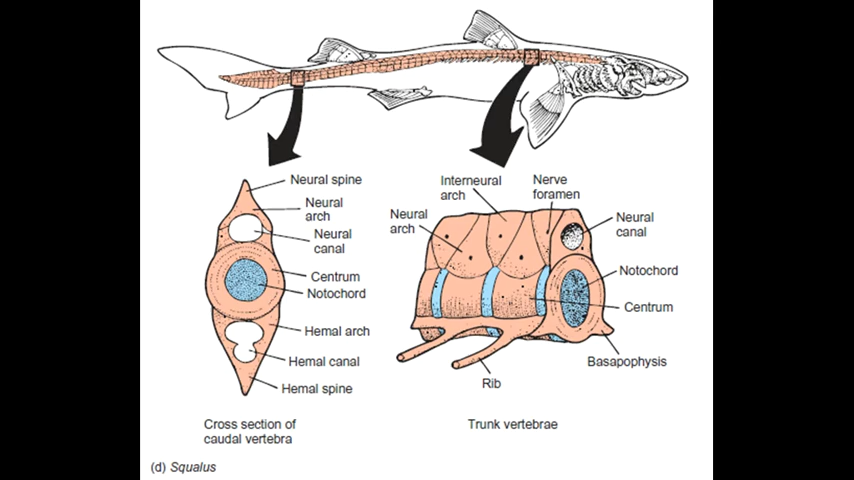 Neural spine
Neural
arch
Neural
canal
Centrum
Notochord
Hemal arch
Hemal canal
Hemal spine
Cross section of
caudal vertebra
Interneural
arch
Nerve
foramen
Neural
arch
Neural
canal
Notochord
Centrum
Basapophysis
Rib
Trunk vertebrae
(d) Squalus